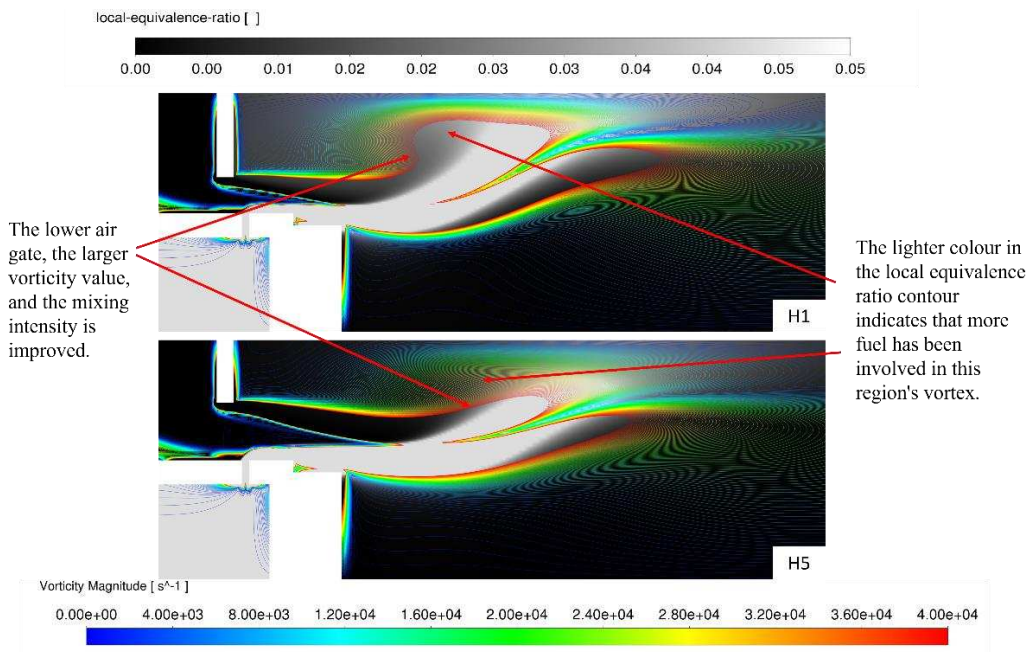 local-equivalence-ratio [ ]
0.00 0.00 0.01 0.02 0.02 0.03 0.04 0.04 0.05 0.05
The lower air
gate, the larger
vorticity value,
and the mixing
intensity is
improved.
H1
The lighter colour in
the local equivalence
ratio contour
indicates that more
fuel has been
involved in this
region's vortex.
H5
Vorticity Magnitude [ s^-1 ]
0.00e+00 4.00e+03 8.00e+03 1.20e+04 1.60e+04 2.00e+04 2.40e+04 2.80e+04 3.20e+04 3.60e+04 4.00e+04